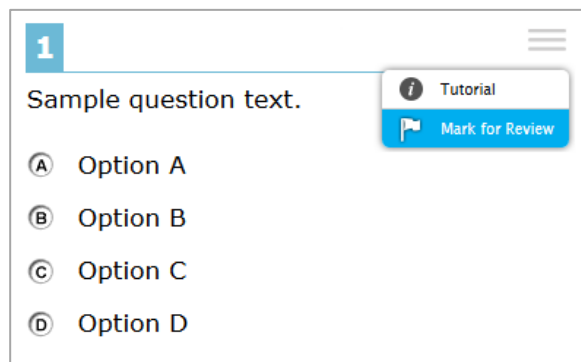 1
Tutorial
Sample question text.
Mark for Review
A Option A
B Option B
C Option C
D Option D